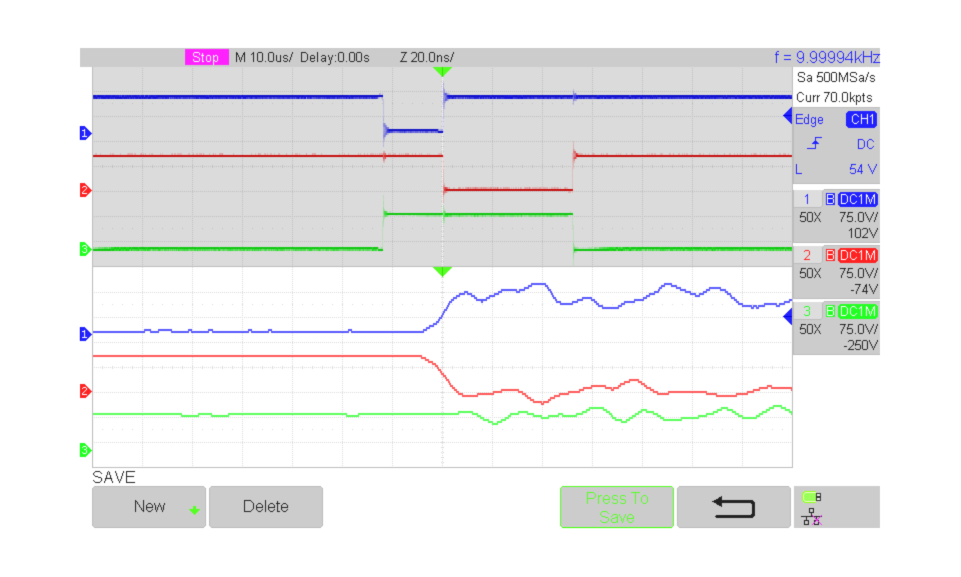 Stop M 10.0us/ Delay:0.00s Z 20.0ns/ f = 9.99994kHz
Sa 500MSa/s
Curr 70.0kpts
Edge CH1
DC
L 54 V
1 B DC1M
50X 75.0V/
102V
2 B DC1M
50X 75.0V/
-74V
3 B DC1M
50X 75.0V/
-250V
1
2
3
1
2
3
SAVE
New Delete Press To Save